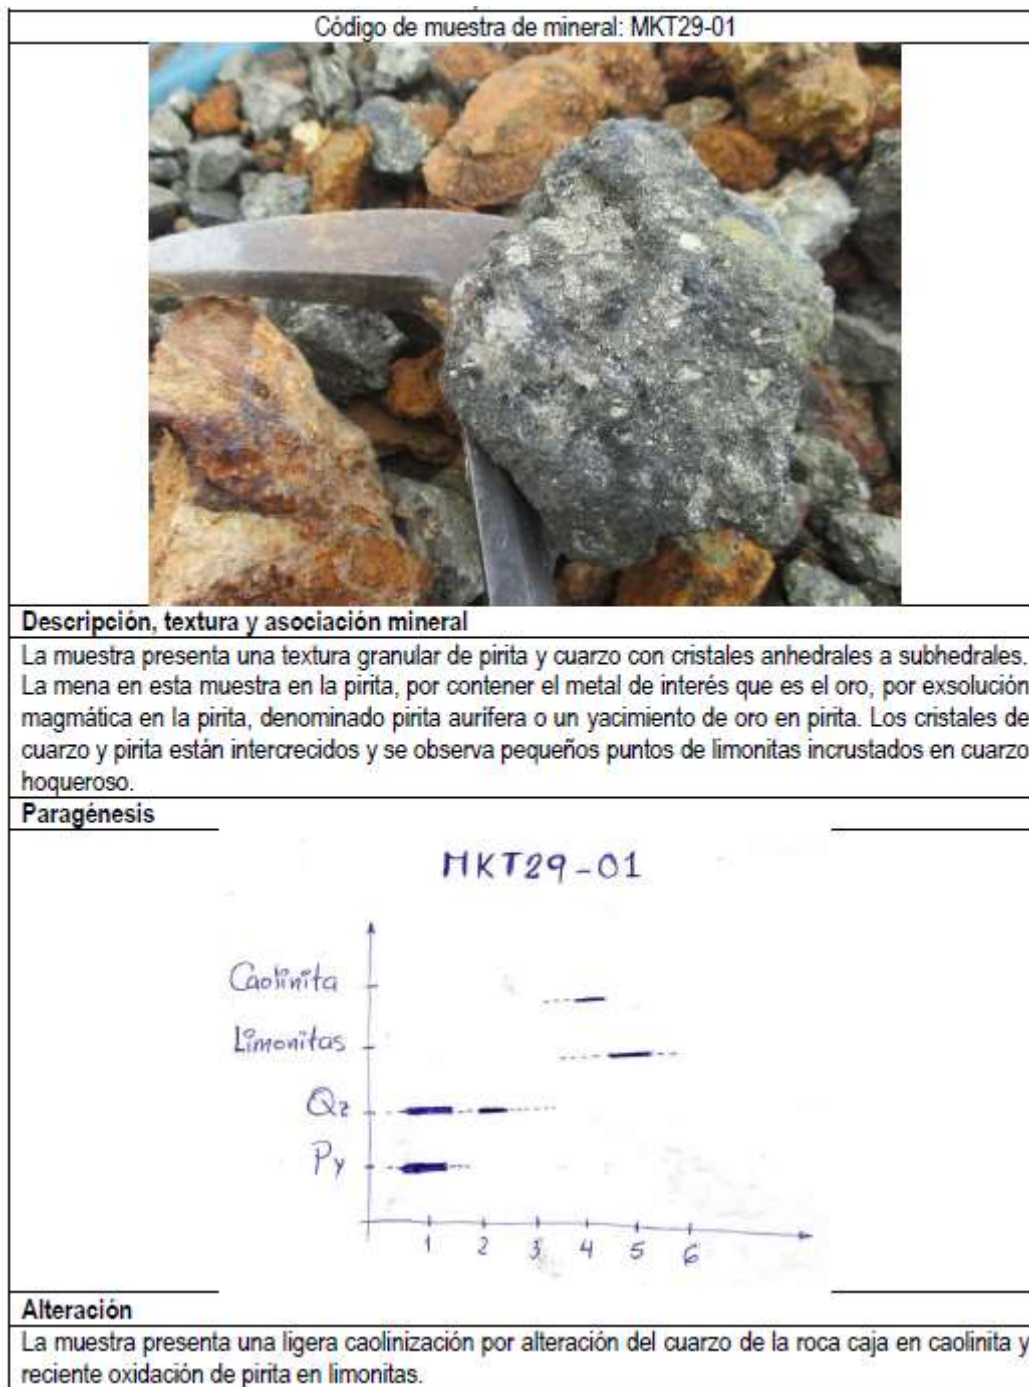 Código de muestra de mineral: MKT29-01
Descripción, textura y asociación mineral
La muestra presenta una textura granular de pirita y cuarzo con cristales anhedrales a subhedrales.
La mena en esta muestra en la pirita, por contener el metal de interés que es el oro, por exsolución
magmática en la pirita, denominado pirita aurífera o un yacimiento de oro en pirita. Los cristales de
cuarzo y pirita están intercrecidos y se observa pequeños puntos de limonitas incrustados en cuarzo
hoqueroso.
Paragénesis
MKT29-01
Caolinita
Limonitas
Qz
Py
1 2 3 4 5 6
Alteración
La muestra presenta una ligera caolinización por alteración del cuarzo de la roca caja en caolinita y
reciente oxidación de pirita en limonitas.